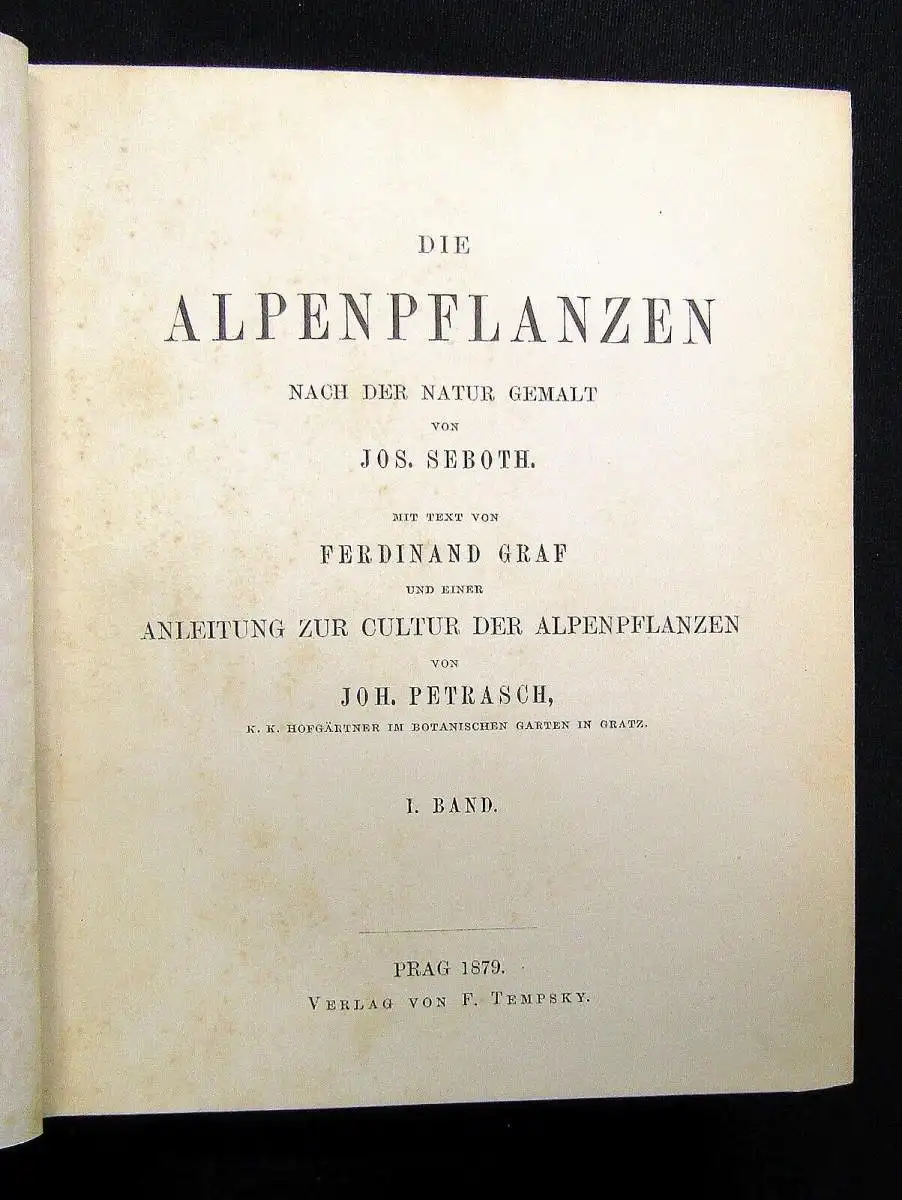 DIE
ALPENPFLANZEN
NACH DER NATUR GEMALT
VON
JOS. SEBOTH.
MIT TEXT VON
FERDINAND GRAF
UND EINER
ANLEITUNG ZUR CULTUR DER ALPENPFLANZEN
VON
JOH. PETRASCH,
K. K. HOFGÄRTNER IM BOTANISCHEN GARTEN IN GRATZ.
I. BAND.
PRAG 1879.
VERLAG VON F. TEMPSKY.